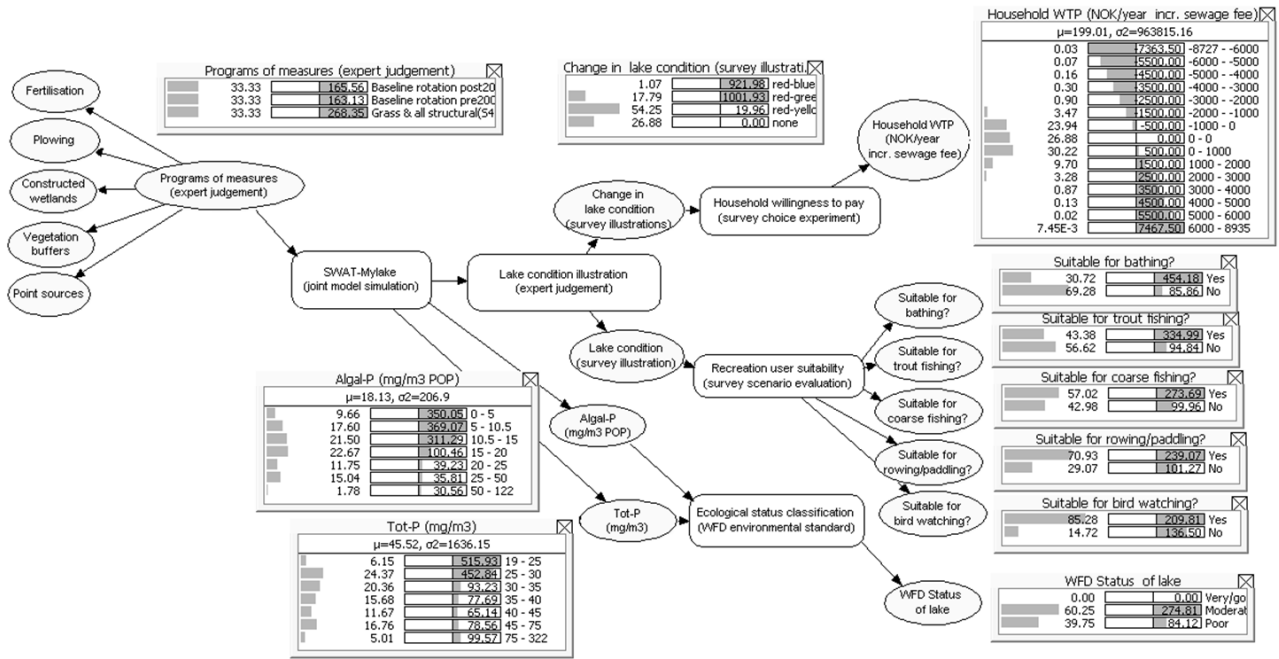 Household WTP (NOK/year incr. sewage fee)
μ=199.01, σ2=963815.16
0.03 -7363.50 -8727 - -6000
0.07 -5500.00 -6000 - -5000
0.16 -4500.00 -5000 - -4000
0.30 -3500.00 -4000 - -3000
0.90 -2500.00 -3000 - -2000
3.47 -1500.00 -2000 - -1000
23.94 -500.00 -1000 - 0
26.88 0.00 0 - 0
30.22 500.00 0 - 1000
9.70 1500.00 1000 - 2000
3.28 2500.00 2000 - 3000
0.87 3500.00 3000 - 4000
0.13 4500.00 4000 - 5000
0.02 5500.00 5000 - 6000
7.45E-3 7467.50 6000 - 8935
Programs of measures (expert judgement)
33.33 165.56 Baseline rotation post20
33.33 163.13 Baseline rotation pre200
33.33 268.35 Grass & all structural(S4
Change in lake condition (survey illustrati.
1.07 921.98 red-blue
17.79 1001.93 red-gree
54.25 19.96 red-yello
26.88 0.00 none
Fertilisation
Plowing
Constructed
wetlands
Vegetation
buffers
Point sources
Programs of measures
(expert judgement)
Household WTP
(NOK/year
incr. sewage fee)
Change in
lake condition
(survey illustrations)
Household willingness to pay
(survey choice experiment)
SWAT-Mylake
(joint model simulation)
Lake condition illustration
(expert judgement)
Lake condition
(survey illustration)
Recreation user suitability
(survey scenario evaluation)
Suitable for
bathing?
Suitable for
trout fishing?
Suitable for
coarse fishing?
Suitable for
rowing/paddling?
Suitable for
bird watching?
Suitable for bathing?
30.72 454.18 Yes
69.28 85.86 No
Suitable for trout fishing?
43.38 334.99 Yes
56.62 94.84 No
Suitable for coarse fishing?
57.02 273.69 Yes
42.98 99.96 No
Suitable for rowing/paddling?
70.93 239.07 Yes
29.07 101.27 No
Suitable for bird watching?
85.28 209.81 Yes
14.72 136.50 No
Algal-P (mg/m3 POP)
μ=18.13, σ2=206.9
9.66 350.05 0 - 5
17.60 369.07 5 - 10.5
21.50 311.29 10.5 - 15
22.67 100.46 15 - 20
11.75 39.23 20 - 25
15.04 35.81 25 - 50
1.78 30.56 50 - 122
Algal-P
(mg/m3 POP)
Tot-P
(mg/m3)
Ecological status classification
(WFD environmental standard)
Tot-P (mg/m3)
μ=45.52, σ2=1636.15
6.15 515.93 19 - 25
24.37 452.84 25 - 30
20.36 93.23 30 - 35
15.68 77.69 35 - 40
11.67 65.14 40 - 45
16.76 78.56 45 - 75
5.01 99.57 75 - 322
WFD Status
of lake
WFD Status of lake
0.00 0.00 Very/go
60.25 274.81 Moderat
39.75 84.12 Poor